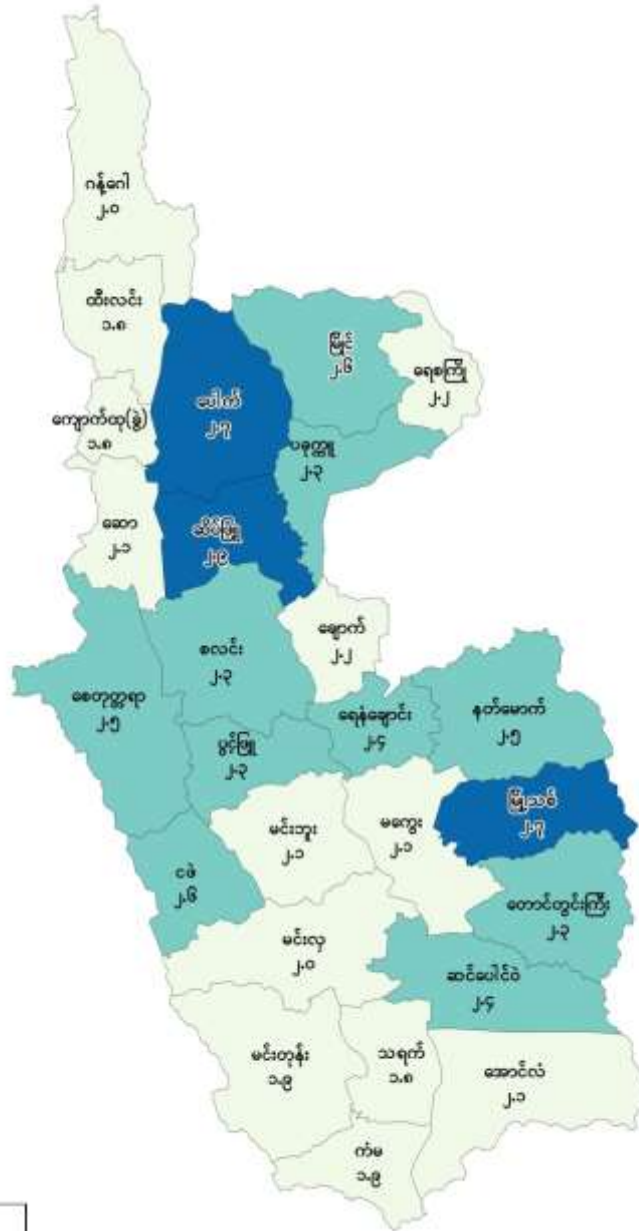 ဂန့်ဂေါ
၂.၀
ထီးလင်း
၁.၈
မြိုင်
၂.၆
ရေစကြို
၂.၂
ပေါက်
၂.၇
ကျောက်ထု(ခွဲ)
၁.၈
ပခုက္ကူ
၂.၃
ဆော
၂.၁
ဆိပ်ဖြူ
၂.၉
ချောက်
၂.၂
စလင်း
၂.၃
စေတုတ္တရာ
၂.၅
ရေနံချောင်း
၂.၄
နတ်မောက်
၂.၅
ပွင့်ဖြူ
၂.၃
မြို့သစ်
၂.၇
မင်းဘူး
၂.၁
မကွေး
၂.၁
ငဖဲ
၂.၆
တောင်တွင်းကြီး
၂.၃
မင်းလှ
၂.၀
ဆင်ပေါင်ဝဲ
၂.၄
မင်းတုန်း
၁.၉
သရက်
၁.၈
အောင်လံ
၂.၁
ကံမ
၁.၉